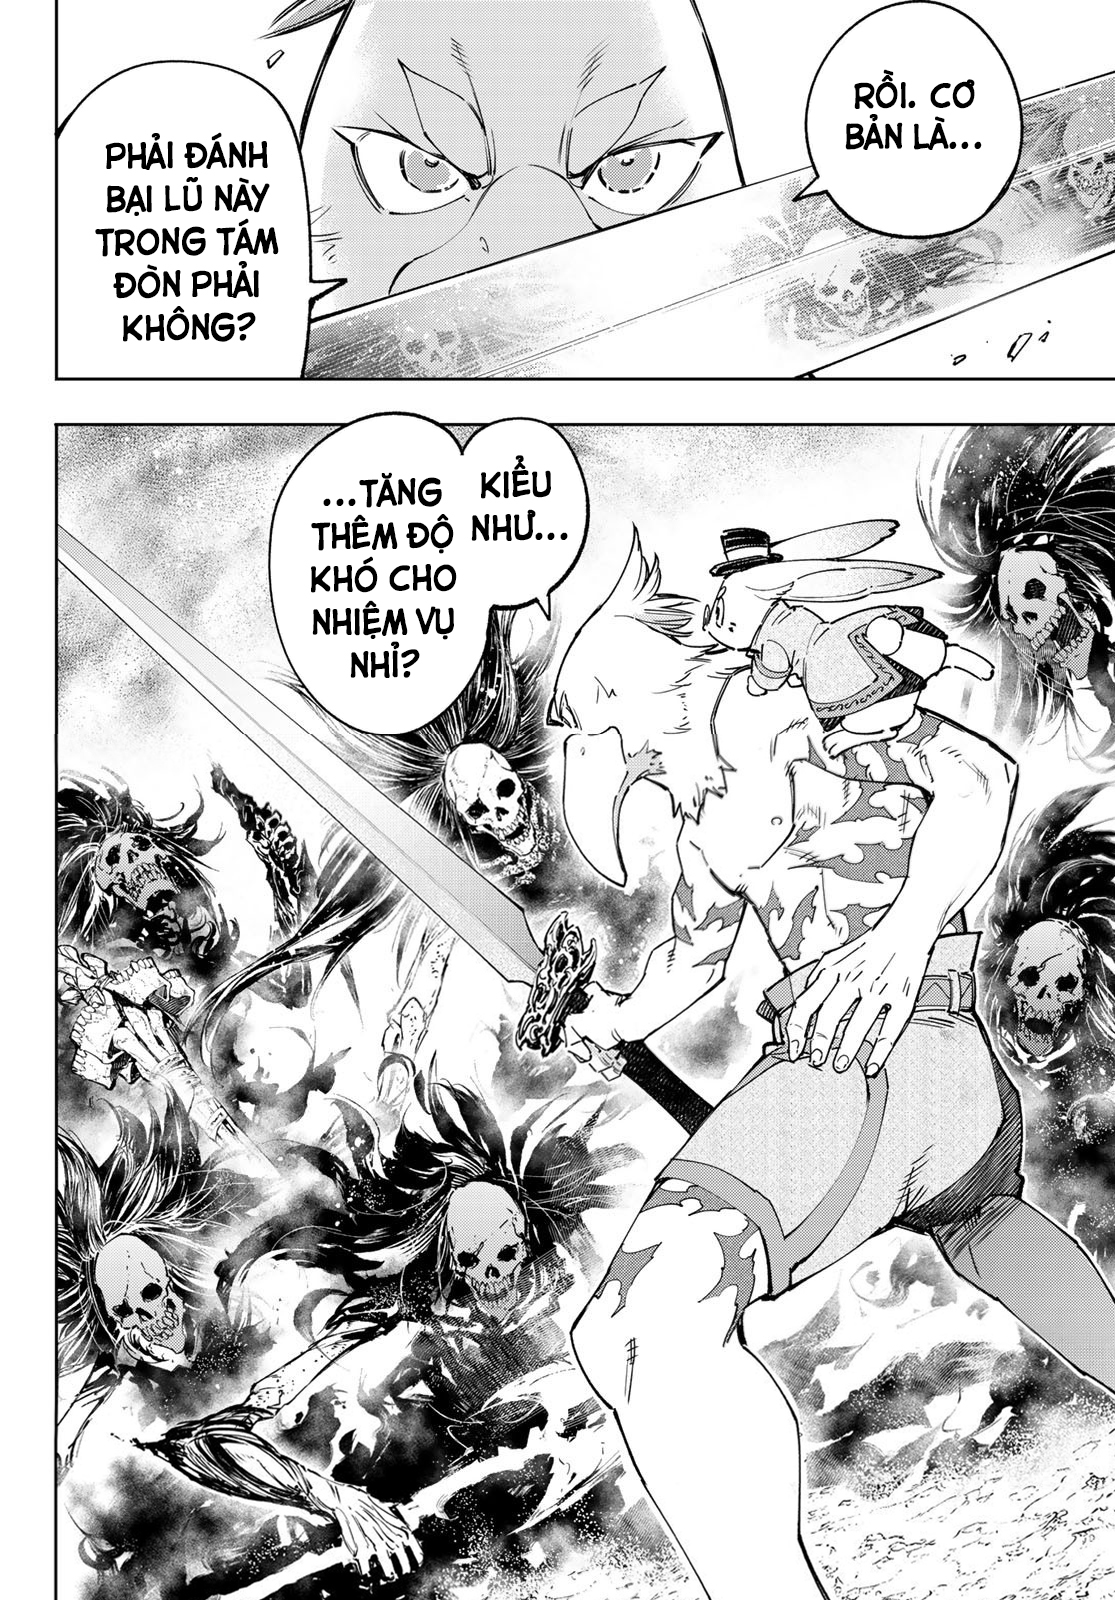 RỒI. CƠ
BẢN LÀ...
PHẢI ĐÁNH
BẠI LŨ NÀY
TRONG TÁM
ĐÒN PHẢI
KHÔNG?
KIỂU
NHƯ...
...TĂNG
THÊM ĐỘ
KHÓ CHO
NHIỆM VỤ
NHỈ?